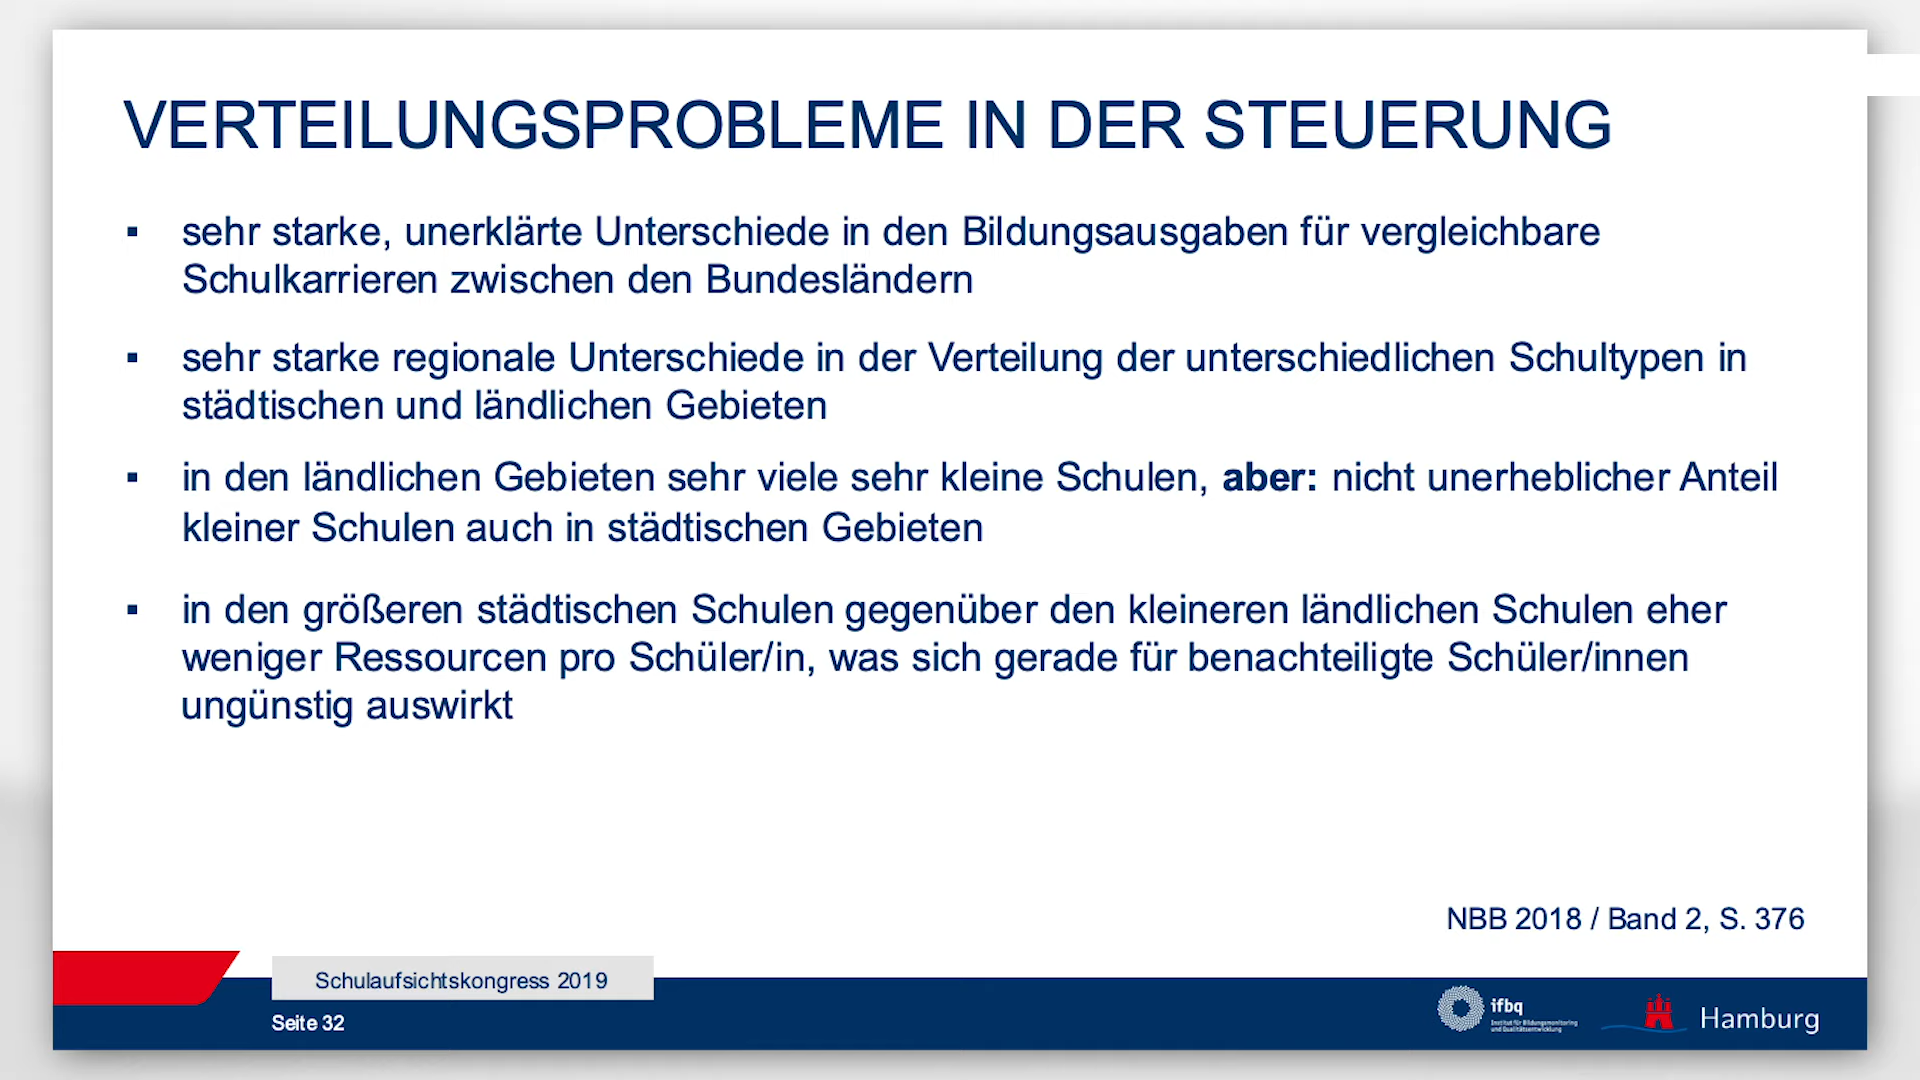 VERTEILUNGSPROBLEME IN DER STEUERUNG
▪ sehr starke, unerklärte Unterschiede in den Bildungsausgaben für vergleichbare
Schulkarrieren zwischen den Bundesländern
▪ sehr starke regionale Unterschiede in der Verteilung der unterschiedlichen Schultypen in
städtischen und ländlichen Gebieten
▪ in den ländlichen Gebieten sehr viele sehr kleine Schulen, aber: nicht unerheblicher Anteil
kleiner Schulen auch in städtischen Gebieten
▪ in den größeren städtischen Schulen gegenüber den kleineren ländlichen Schulen eher
weniger Ressourcen pro Schüler/in, was sich gerade für benachteiligte Schüler/innen
ungünstig auswirkt
NBB 2018 / Band 2, S. 376
Schulaufsichtskongress 2019
Seite 32
ifbq
Institut für Bildungsmonitoring
und Qualitätsentwicklung
Hamburg